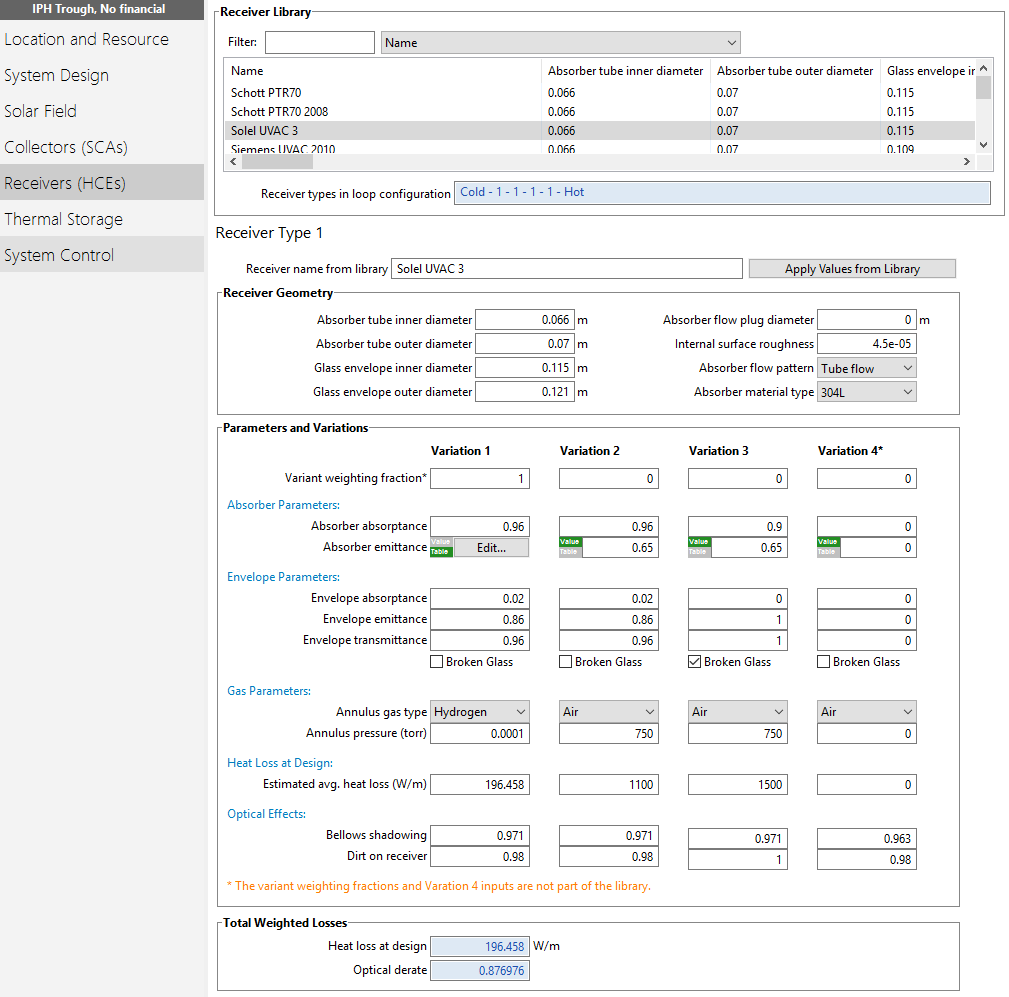 IPH Trough, No financial
Location and Resource
System Design
Solar Field
Collectors (SCAs)
Receivers (HCEs)
Thermal Storage
System Control
Receiver Library
Filter: Name
Name Absorber tube inner diameter Absorber tube outer diameter Glass envelope ir
Schott PTR70 0.066 0.07 0.115
Schott PTR70 2008 0.066 0.07 0.115
Solel UVAC 3 0.066 0.07 0.115
Siemens UVAC 2010 0.066 0.07 0.109
Receiver types in loop configuration Cold - 1 - 1 - 1 - 1 - Hot
Receiver Type 1
Receiver name from library Solel UVAC 3 Apply Values from Library
Receiver Geometry
Absorber tube inner diameter 0.066 m Absorber flow plug diameter 0 m
Absorber tube outer diameter 0.07 m Internal surface roughness 4.5e-05
Glass envelope inner diameter 0.115 m Absorber flow pattern Tube flow
Glass envelope outer diameter 0.121 m Absorber material type 304L
Parameters and Variations
Variation 1 Variation 2 Variation 3 Variation 4*
Variant weighting fraction* 1 0 0 0
Absorber Parameters:
Absorber absorptance 0.96 0.96 0.9 0
Absorber emittance Value Table Edit... Value Table 0.65 Value Table 0.65 Value Table 0
Envelope Parameters:
Envelope absorptance 0.02 0.02 0 0
Envelope emittance 0.86 0.86 1 0
Envelope transmittance 0.96 0.96 1 0
Broken Glass Broken Glass Broken Glass Broken Glass
Gas Parameters:
Annulus gas type Hydrogen Air Air Air
Annulus pressure (torr) 0.0001 750 750 0
Heat Loss at Design:
Estimated avg. heat loss (W/m) 196.458 1100 1500 0
Optical Effects:
Bellows shadowing 0.971 0.971 0.971 0.963
Dirt on receiver 0.98 0.98 1 0.98
* The variant weighting fractions and Varation 4 inputs are not part of the library.
Total Weighted Losses
Heat loss at design 196.458 W/m
Optical derate 0.876976